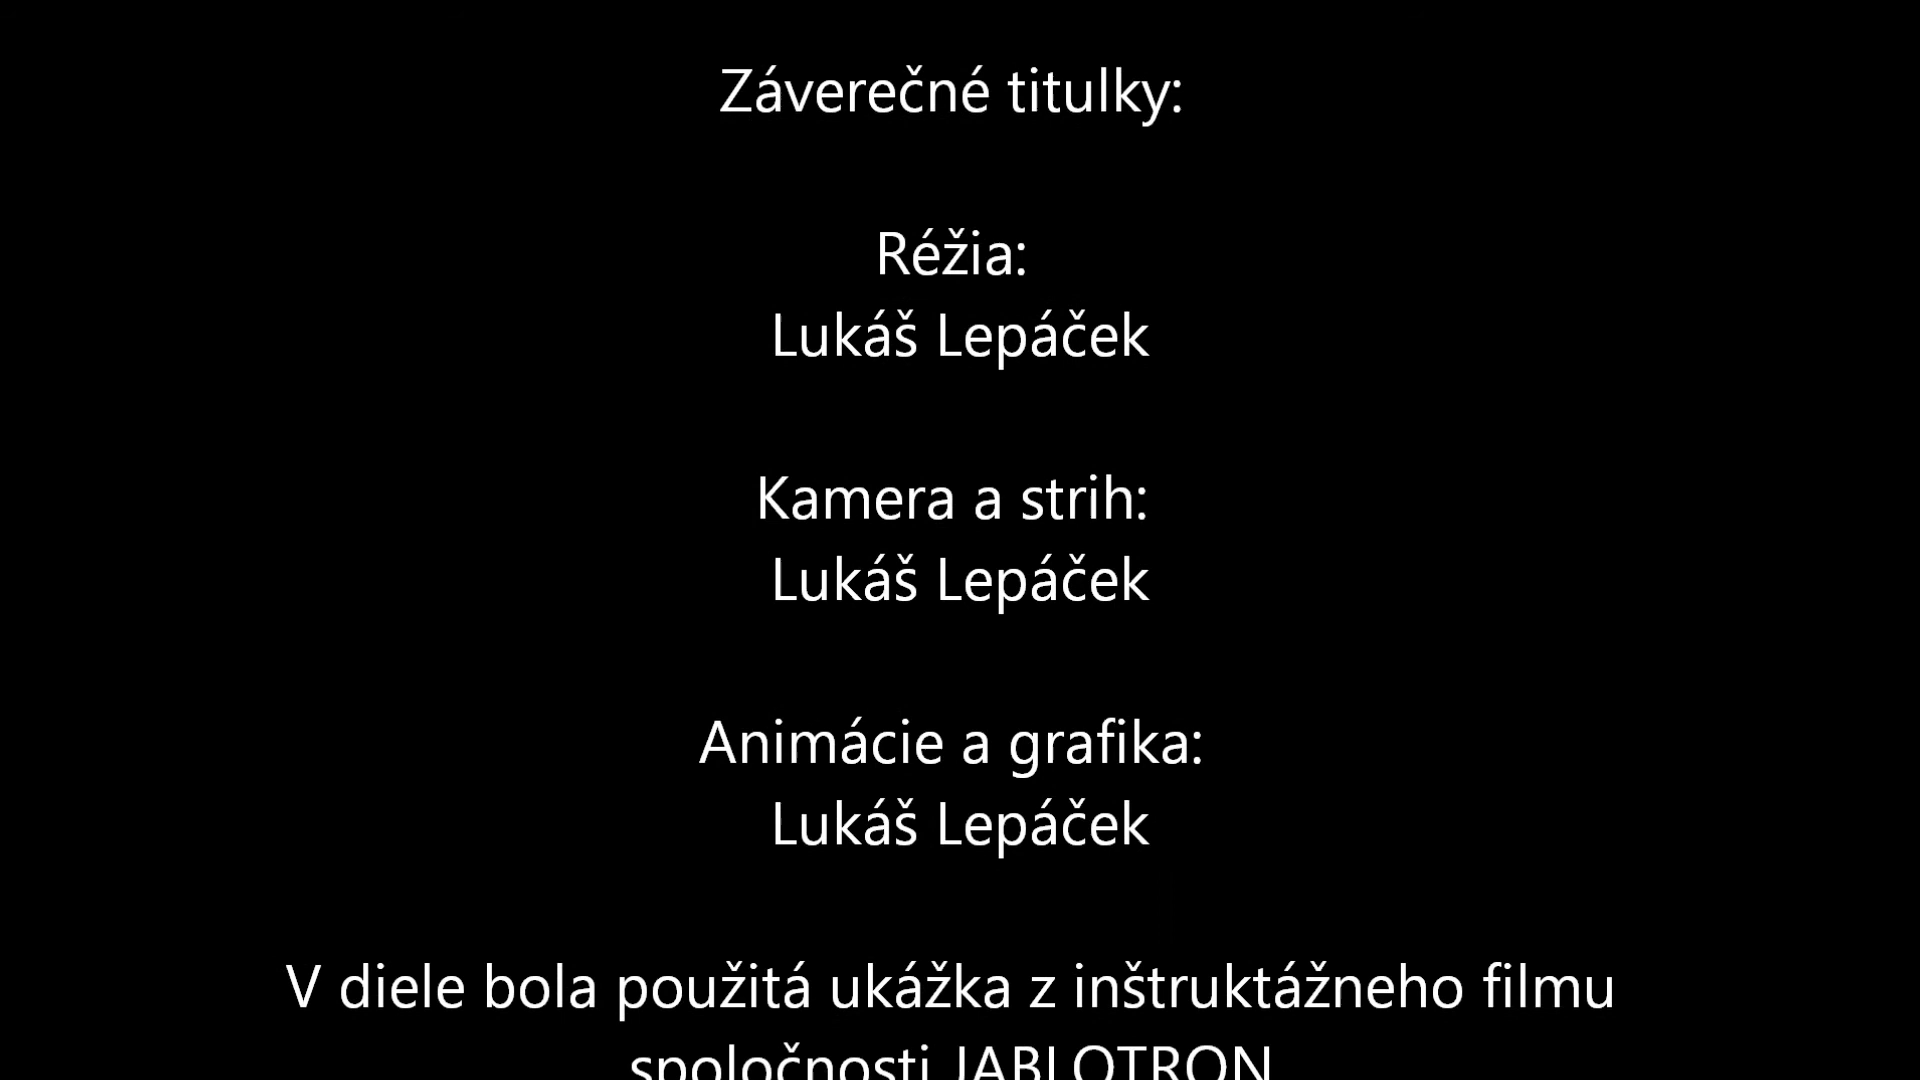 Záverečné titulky:
Réžia:
Lukáš Lepáček
Kamera a strih:
Lukáš Lepáček
Animácie a grafika:
Lukáš Lepáček
V diele bola použitá ukážka z inštruktážneho filmu
spoločnosti JABLOTRON